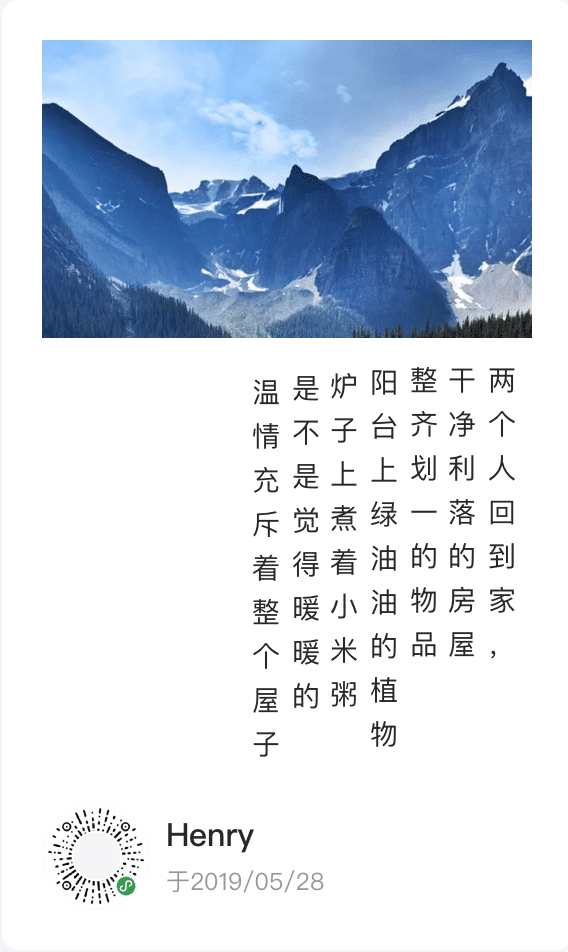 两个人回到家，
干净利落的房屋
整齐划一的物品
阳台上绿油油的植物
炉子上煮着小米粥
是不是觉得暖暖的
温情充斥着整个屋子
Henry
于2019/05/28